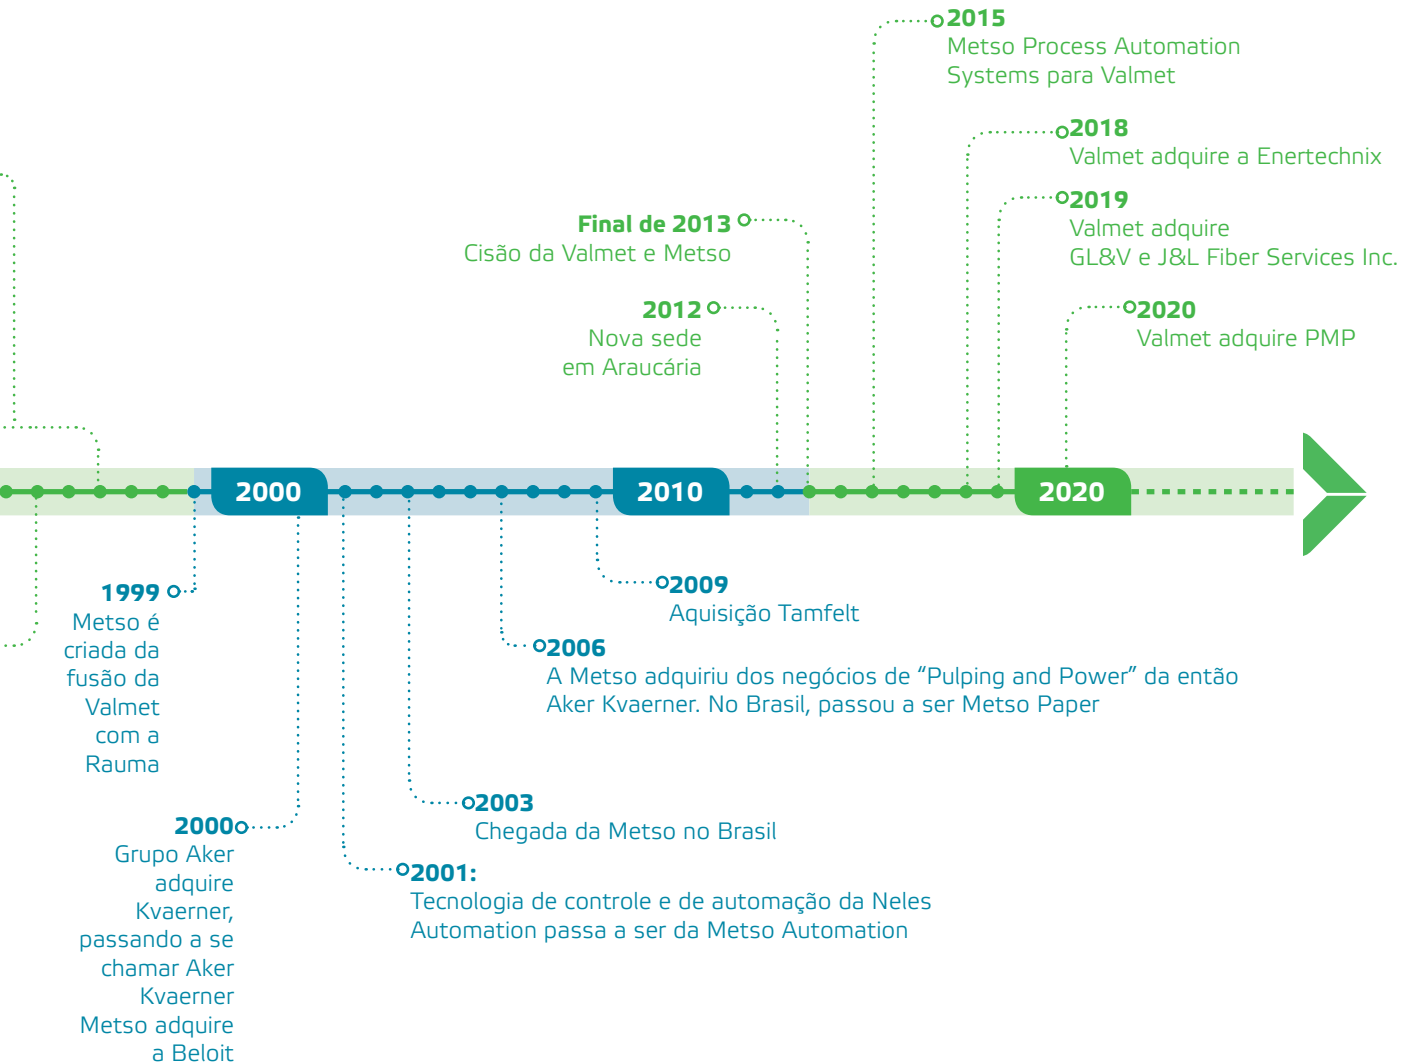 2015
Metso Process Automation
Systems para Valmet
2018
Valmet adquire a Enertechnix
2019
Valmet adquire
GL&V e J&L Fiber Services Inc.
Final de 2013
Cisão da Valmet e Metso
2012
Nova sede
em Araucária
2020
Valmet adquire PMP
2000
2010
2020
1999
Metso é
criada da
fusão da
Valmet
com a
Rauma
2009
Aquisição Tamfelt
2006
A Metso adquiriu dos negócios de “Pulping and Power” da então
Aker Kvaerner. No Brasil, passou a ser Metso Paper
2003
Chegada da Metso no Brasil
2000
Grupo Aker
adquire
Kvaerner,
passando a se
chamar Aker
Kvaerner
Metso adquire
a Beloit
2001:
Tecnologia de controle e de automação da Neles
Automation passa a ser da Metso Automation